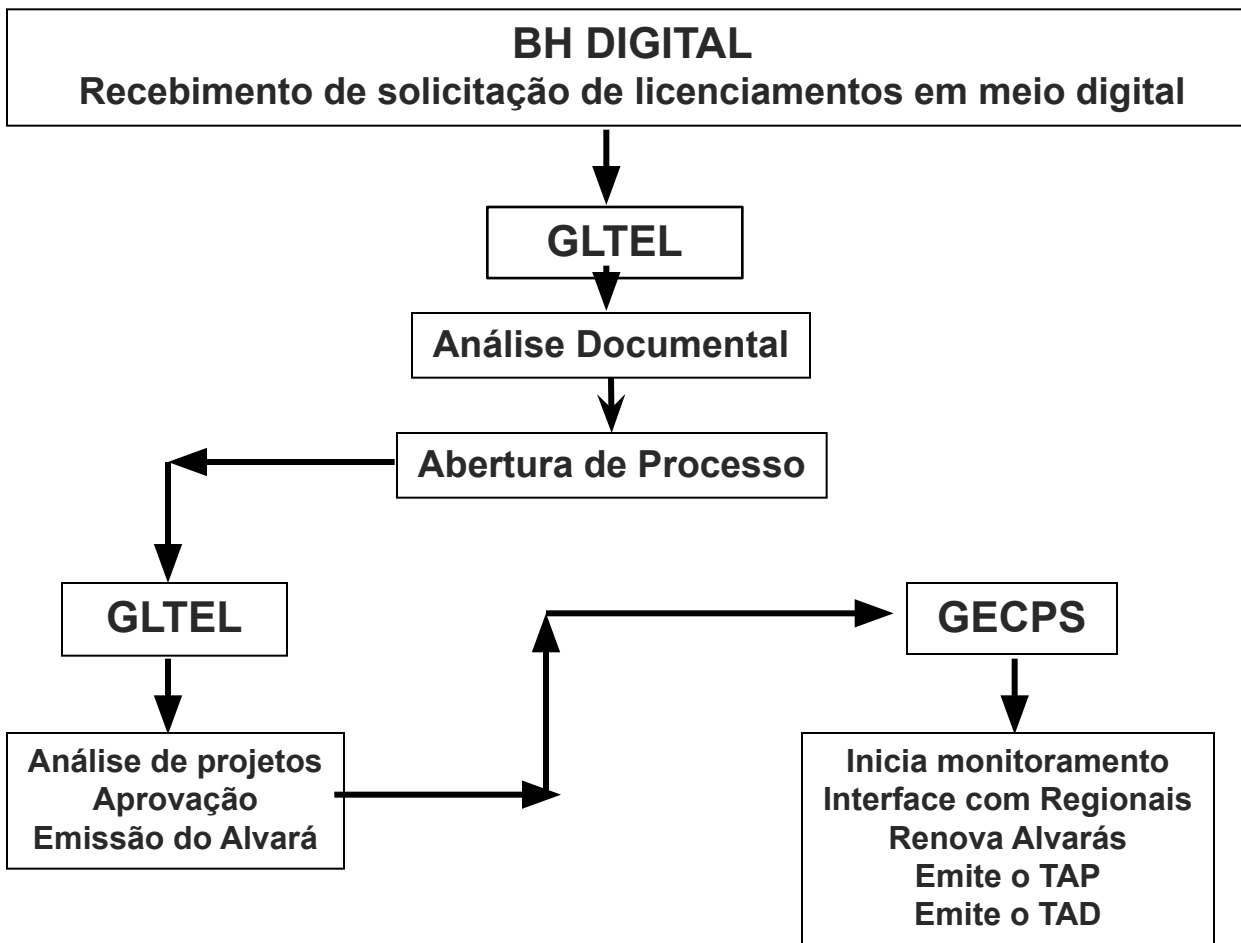 BH DIGITAL
Recebimento de solicitação de licenciamentos em meio digital
GLTEL
Análise Documental
Abertura de Processo
GLTEL
GECPS
Análise de projetos
Aprovação
Emissão do Alvará
Inicia monitoramento
Interface com Regionais
Renova Alvarás
Emite o TAP
Emite o TAD